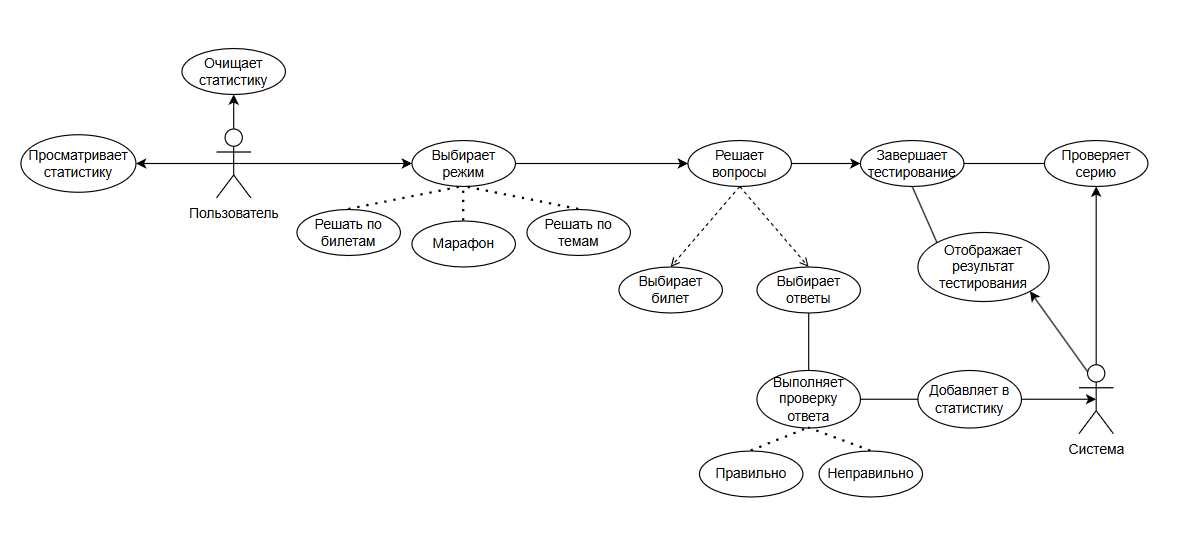 Очищает
статистику
Просматривает
статистику
Пользователь
Выбирает
режим
Решать по
билетам
Марафон
Решать по
темам
Решает
вопросы
Выбирает
билет
Выбирает
ответы
Завершает
тестирование
Проверяет
серию
Отображает
результат
тестирования
Выполняет
проверку
ответа
Добавляет в
статистику
Система
Правильно
Неправильно